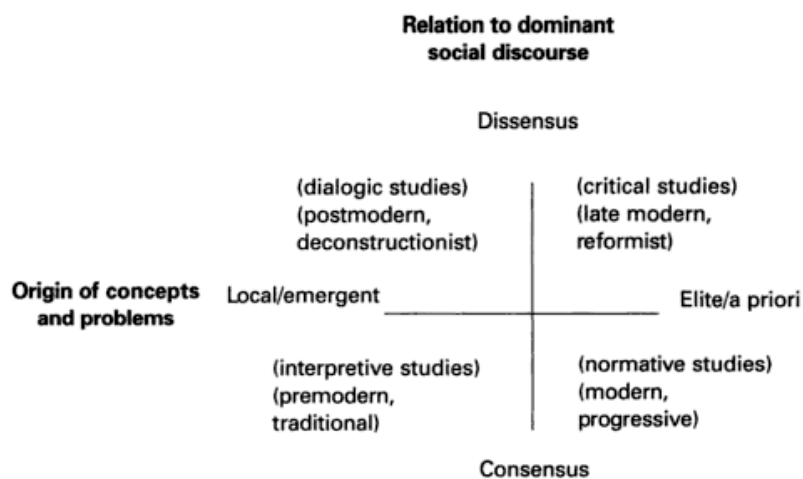 Relation to dominant
social discourse
Dissensus
(dialogic studies)
(postmodern,
deconstructionist)
(critical studies)
(late modern,
reformist)
Origin of concepts
and problems
Local/emergent
Elite/a priori
(interpretive studies)
(premodern,
traditional)
(normative studies)
(modern,
progressive)
Consensus